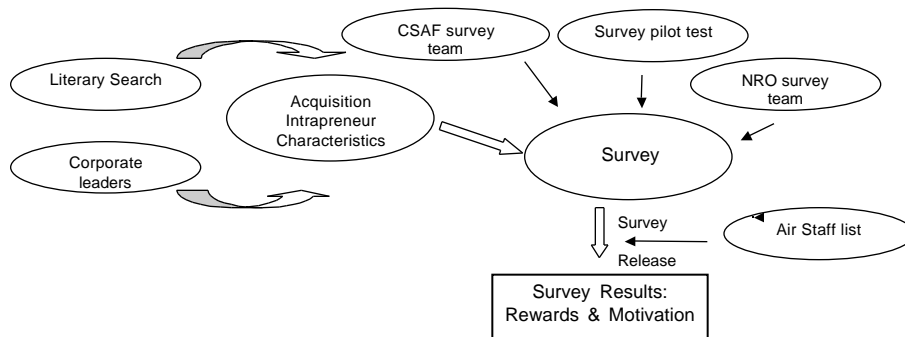 CSAF survey
team
Survey pilot test
Literary Search
NRO survey
team
Acquisition
Intrapreneur
Characteristics
Survey
Corporate
leaders
Survey
Release
Air Staff list
Survey Results:
Rewards & Motivation